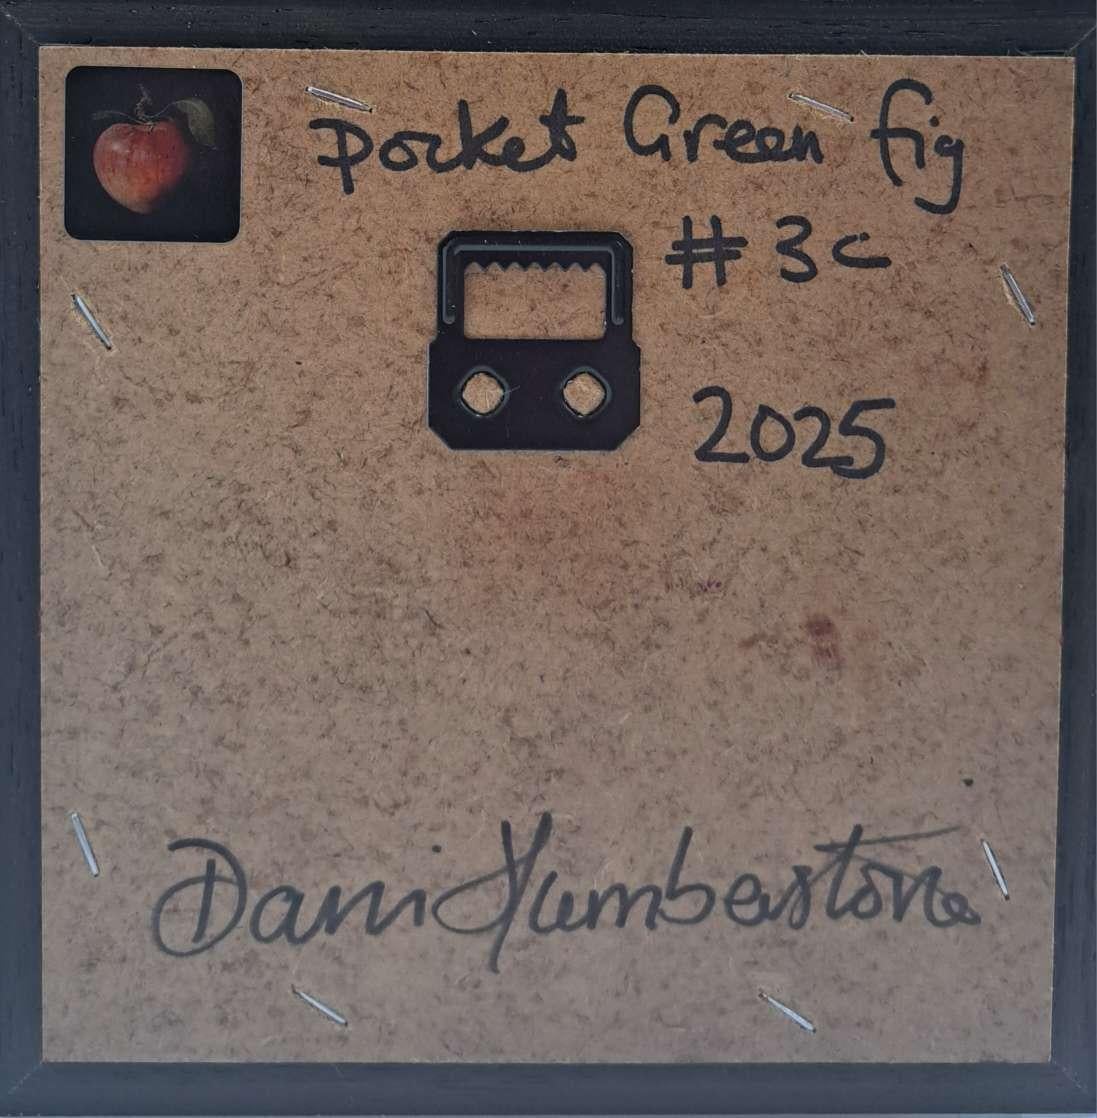 Pocket Green fig
# 3c
2025
Dani Humberstone